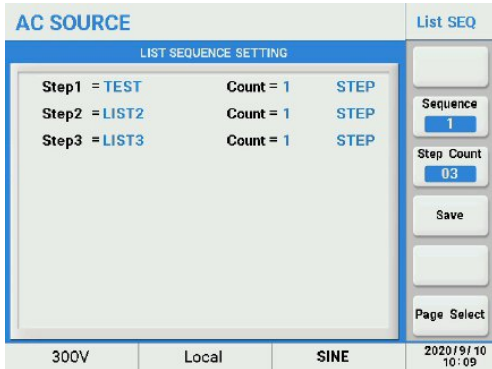 AC SOURCE
List SEQ
LIST SEQUENCE SETTING
Step1 = TEST Count = 1 STEP
Step2 = LIST2 Count = 1 STEP
Step3 = LIST3 Count = 1 STEP
Sequence
1
Step Count
03
Save
Page Select
300V Local SINE
2020/9/10
10:09